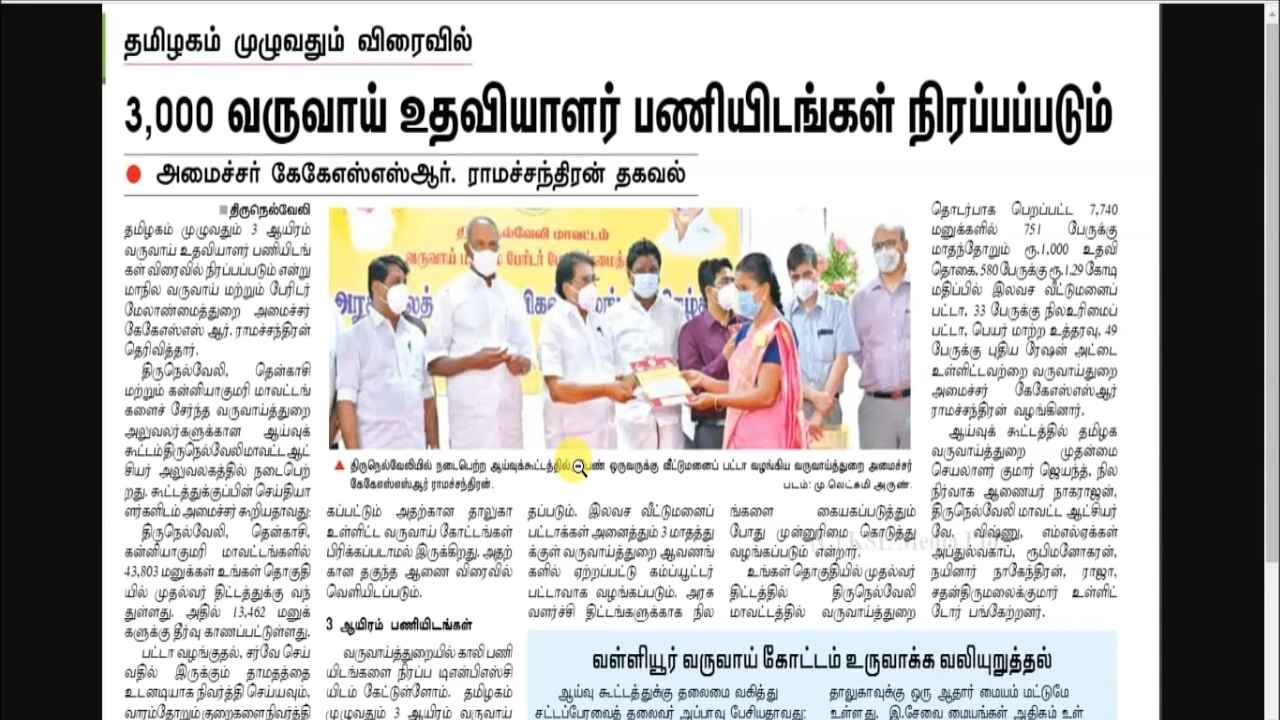 தமிழகம் முழுவதும் விரைவில்
3,000 வருவாய் உதவியாளர் பணியிடங்கள் நிரப்பப்படும்
அமைச்சர் கேகேஎஸ்எஸ்ஆர். ராமச்சந்திரன் தகவல்
திருநெல்வேலி
தமிழகம் முழுவதும் 3 ஆயிரம்
வருவாய் உதவியாளர் பணியிடங்
கள் விரைவில் நிரப்பப்படும் என்று
மாநில வருவாய் மற்றும் பேரிடர்
மேலாண்மைத்துறை அமைச்சர்
கேகேஎஸ்எஸ் ஆர். ராமச்சந்திரன்
தெரிவித்தார்.
திருநெல்வேலி, தென்காசி
மற்றும் கன்னியாகுமரி மாவட்டங்
களைச் சேர்ந்த வருவாய்த்துறை
அலுவலர்களுக்கான ஆய்வுக்
கூட்டம் திருநெல்வேலி மாவட்ட ஆட்
சியர் அலுவலகத்தில் நடைபெற்
றது. கூட்டத்துக்குப்பின் செய்தியா
ளர்களிடம் அமைச்சர் கூறியதாவது:
திருநெல்வேலி, தென்காசி,
கன்னியாகுமரி மாவட்டங்களில்
43,803 மனுக்கள் உங்கள் தொகுதி
யில் முதல்வர் திட்டத்துக்கு வந்
துள்ளது. அதில் 13,462 மனுக்
களுக்கு தீர்வு காணப்பட்டுள்ளது.
பட்டா வழங்குதல், சர்வே செய்
வதில் இருக்கும் தாமதத்தை
உடனடியாக நிவர்த்தி செய்யவும்,
வாரம்தோறும் குறைகளை நிவர்த்தி
திருநெல்வேலி மாவட்டம்
திருநெல்வேலியில் நடைபெற்ற ஆய்வுக்கூட்டத்தில் பெண் ஒருவருக்கு வீட்டுமனைப் பட்டா வழங்கிய வருவாய்த்துறை அமைச்சர்
கேகேஎஸ்எஸ்ஆர் ராமச்சந்திரன். படம்: மு.லெட்சுமி அருண்.
கப்பட்டும் அதற்கான தாலுகா
உள்ளிட்ட வருவாய் கோட்டங்கள்
பிரிக்கப்படாமல் இருக்கிறது. அதற்
கான தகுந்த ஆணை விரைவில்
வெளியிடப்படும்.
3 ஆயிரம் பணியிடங்கள்
வருவாய்த்துறையில் காலி பணி
யிடங்களை நிரப்ப டிஎன்பிஎஸ்சி
யிடம் கேட்டுள்ளோம். தமிழகம்
முழுவதும் 3 ஆயிரம் வருவாய்
தப்படும். இலவச வீட்டுமனைப்
பட்டாக்கள் அனைத்தும் 3 மாதத்து
க்குள் வருவாய்த்துறை ஆவணங்
களில் ஏற்றப்பட்டு கம்ப்யூட்டர்
பட்டாவாக வழங்கப்படும். அரசு
வளர்ச்சி திட்டங்களுக்காக நில
ங்களை கையகப்படுத்தும்
போது முன்னுரிமை கொடுத்து
வழங்கப்படும் என்றார்.
உங்கள் தொகுதியில் முதல்வர்
திட்டத்தில் திருநெல்வேலி
மாவட்டத்தில் வருவாய்த்துறை
தொடர்பாக பெறப்பட்ட 7,740
மனுக்களில் 751 பேருக்கு
மாதந்தோறும் ரூ.1,000 உதவி
தொகை, 580 பேருக்கு ரூ.1.29 கோடி
மதிப்பில் இலவச வீட்டுமனைப்
பட்டா, 33 பேருக்கு நிலஉரிமைப்
பட்டா, பெயர் மாற்ற உத்தரவு, 49
பேருக்கு புதிய ரேஷன் அட்டை
உள்ளிட்டவற்றை வருவாய்துறை
அமைச்சர் கேகேஎஸ்எஸ்ஆர்
ராமச்சந்திரன் வழங்கினார்.
ஆய்வுக் கூட்டத்தில் தமிழக
வருவாய்த்துறை முதன்மை
செயலாளர் குமார் ஜெயந்த், நில
நிர்வாக ஆணையர் நாகராஜன்,
திருநெல்வேலி மாவட்ட ஆட்சியர்
வே. விஷ்ணு, எம்எல்ஏக்கள்
அப்துல்வகாப், ரூபிமனோகரன்,
நயினார் நாகேந்திரன், ராஜா,
சதன்திருமலைக்குமார் உள்ளிட்
டோர் பங்கேற்றனர்.
வள்ளியூர் வருவாய் கோட்டம் உருவாக்க வலியுறுத்தல்
ஆய்வு கூட்டத்துக்கு தலைமை வகித்து
சட்டப்பேரவைத் தலைவர் அப்பாவு பேசியதாவது:
தாலுகாவுக்கு ஒரு ஆதார் மையம் மட்டுமே
உள்ளது. இ.சேவை மையங்கள் அதிகம் உள்